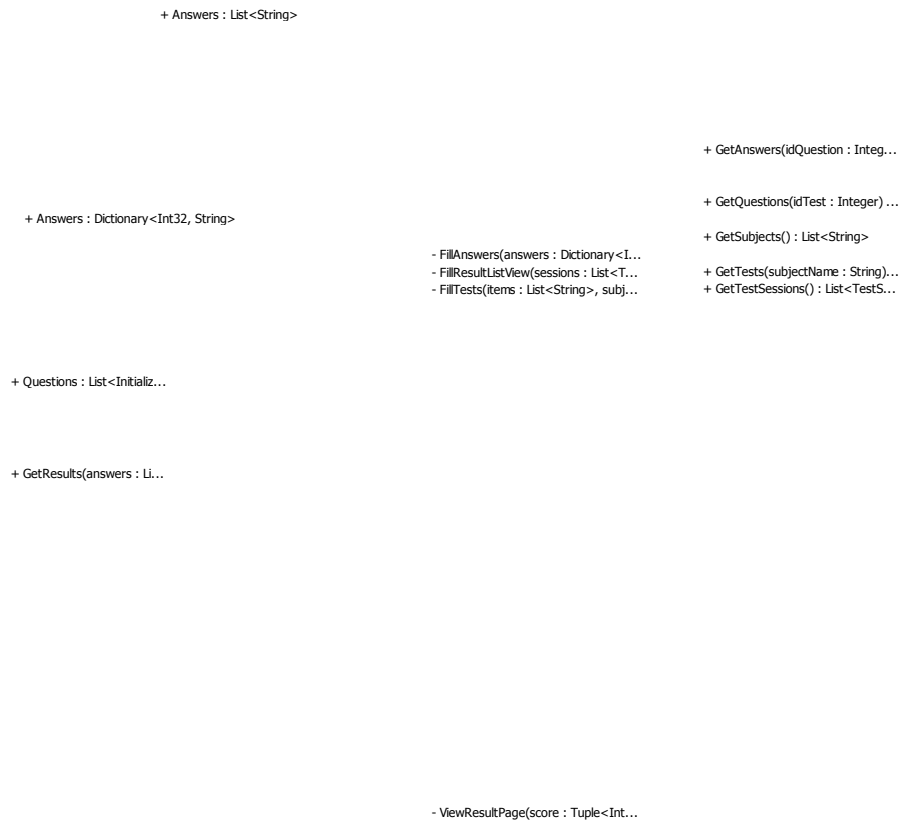 + Answers : List<String>
+ GetAnswers(idQuestion : Integ...
+ GetQuestions(idTest : Integer) ...
+ Answers : Dictionary<Int32, String>
+ GetSubjects() : List<String>
- FillAnswers(answers : Dictionary<I...
- FillResultListView(sessions : List<T...
+ GetTests(subjectName : String)...
- FillTests(items : List<String>, subj...
+ GetTestSessions() : List<TestS...
+ Questions : List<Initializ...
+ GetResults(answers : Li...
- ViewResultPage(score : Tuple<Int...